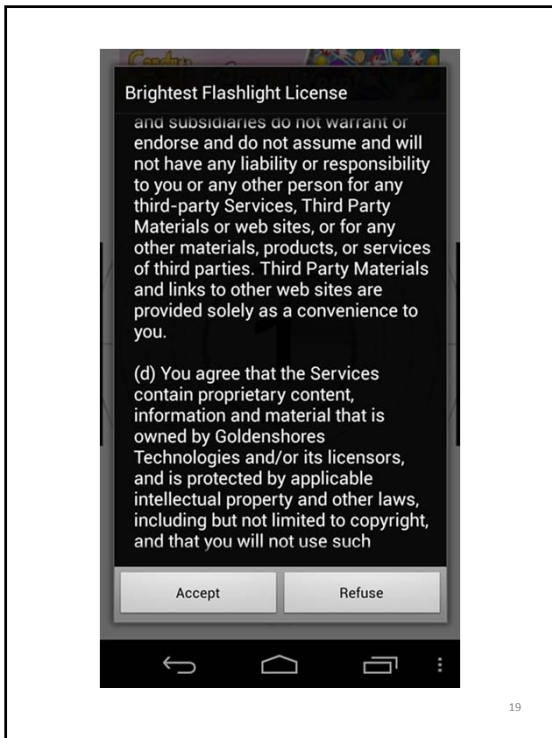 Brightest Flashlight License
and subsidiaries do not warrant or
endorse and do not assume and will
not have any liability or responsibility
to you or any other person for any
third-party Services, Third Party
Materials or web sites, or for any
other materials, products, or services
of third parties. Third Party Materials
and links to other web sites are
provided solely as a convenience to
you.
(d) You agree that the Services
contain proprietary content,
information and material that is
owned by Goldenshores
Technologies and/or its licensors,
and is protected by applicable
intellectual property and other laws,
including but not limited to copyright,
and that you will not use such
Accept Refuse
19